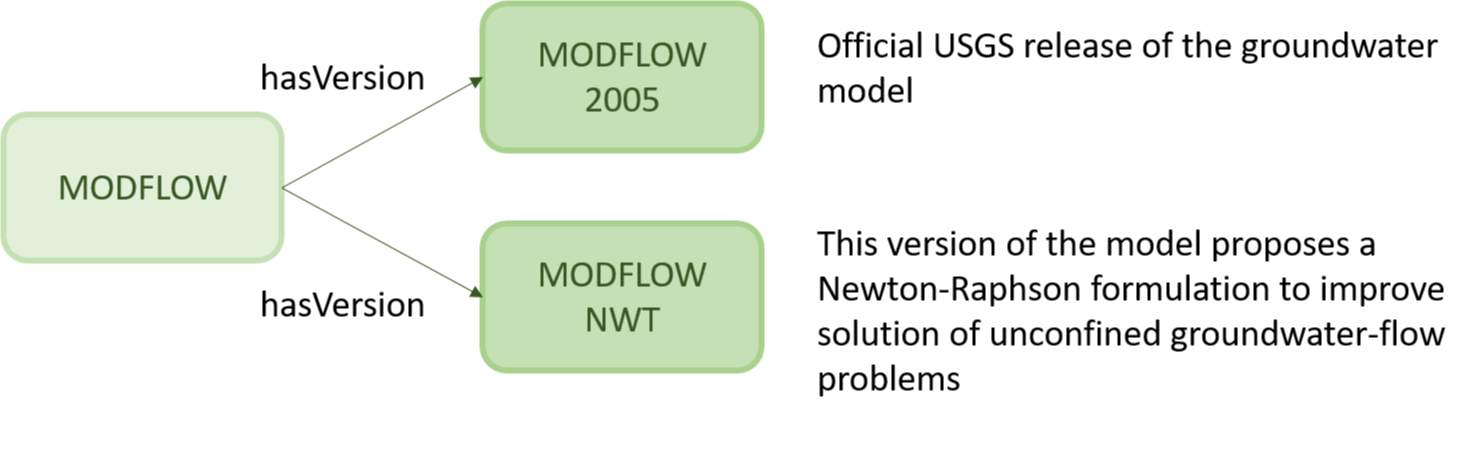 MODFLOW
hasVersion
MODFLOW
2005
Official USGS release of the groundwater
model
hasVersion
MODFLOW
NWT
This version of the model proposes a
Newton-Raphson formulation to improve
solution of unconfined groundwater-flow
problems